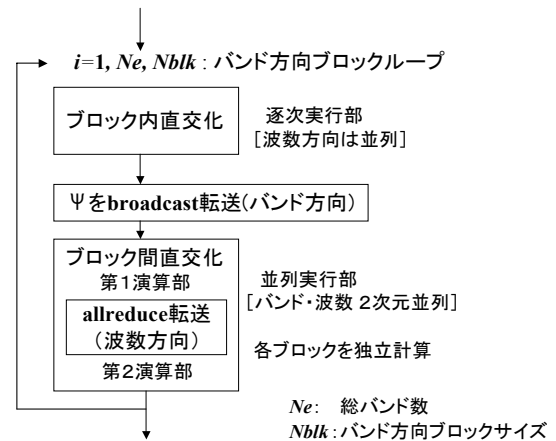 i=1, Ne, Nblk : バンド方向ブロックループ
ブロック内直交化
逐次実行部
[波数方向は並列]
Ψをbroadcast転送(バンド方向)
ブロック間直交化
第１演算部
allreduce転送
(波数方向)
第２演算部
並列実行部
[バンド・波数 ２次元並列]
各ブロックを独立計算
Ne: 総バンド数
Nblk:バンド方向ブロックサイズ